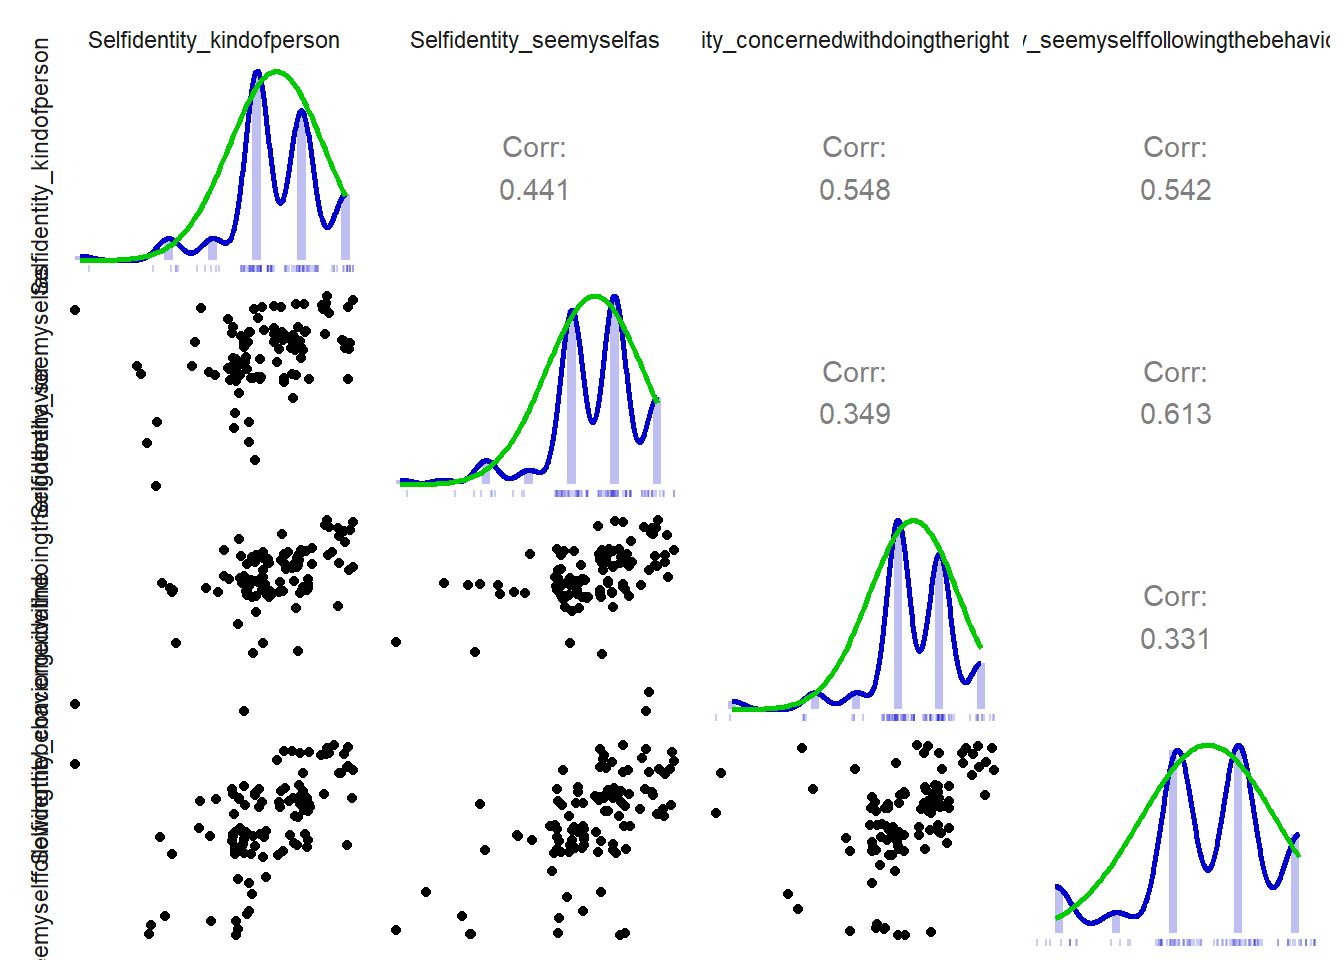 Selfidentity_kindofperson
Selfidentity_seemyselfas
ity_concernedwithdoingtheright
y_seemyselffollowingthebehavio
Selfidentity_kindofperson
Corr:
0.441
Corr:
0.548
Corr:
0.542
Corr:
0.349
Corr:
0.613
Corr:
0.331